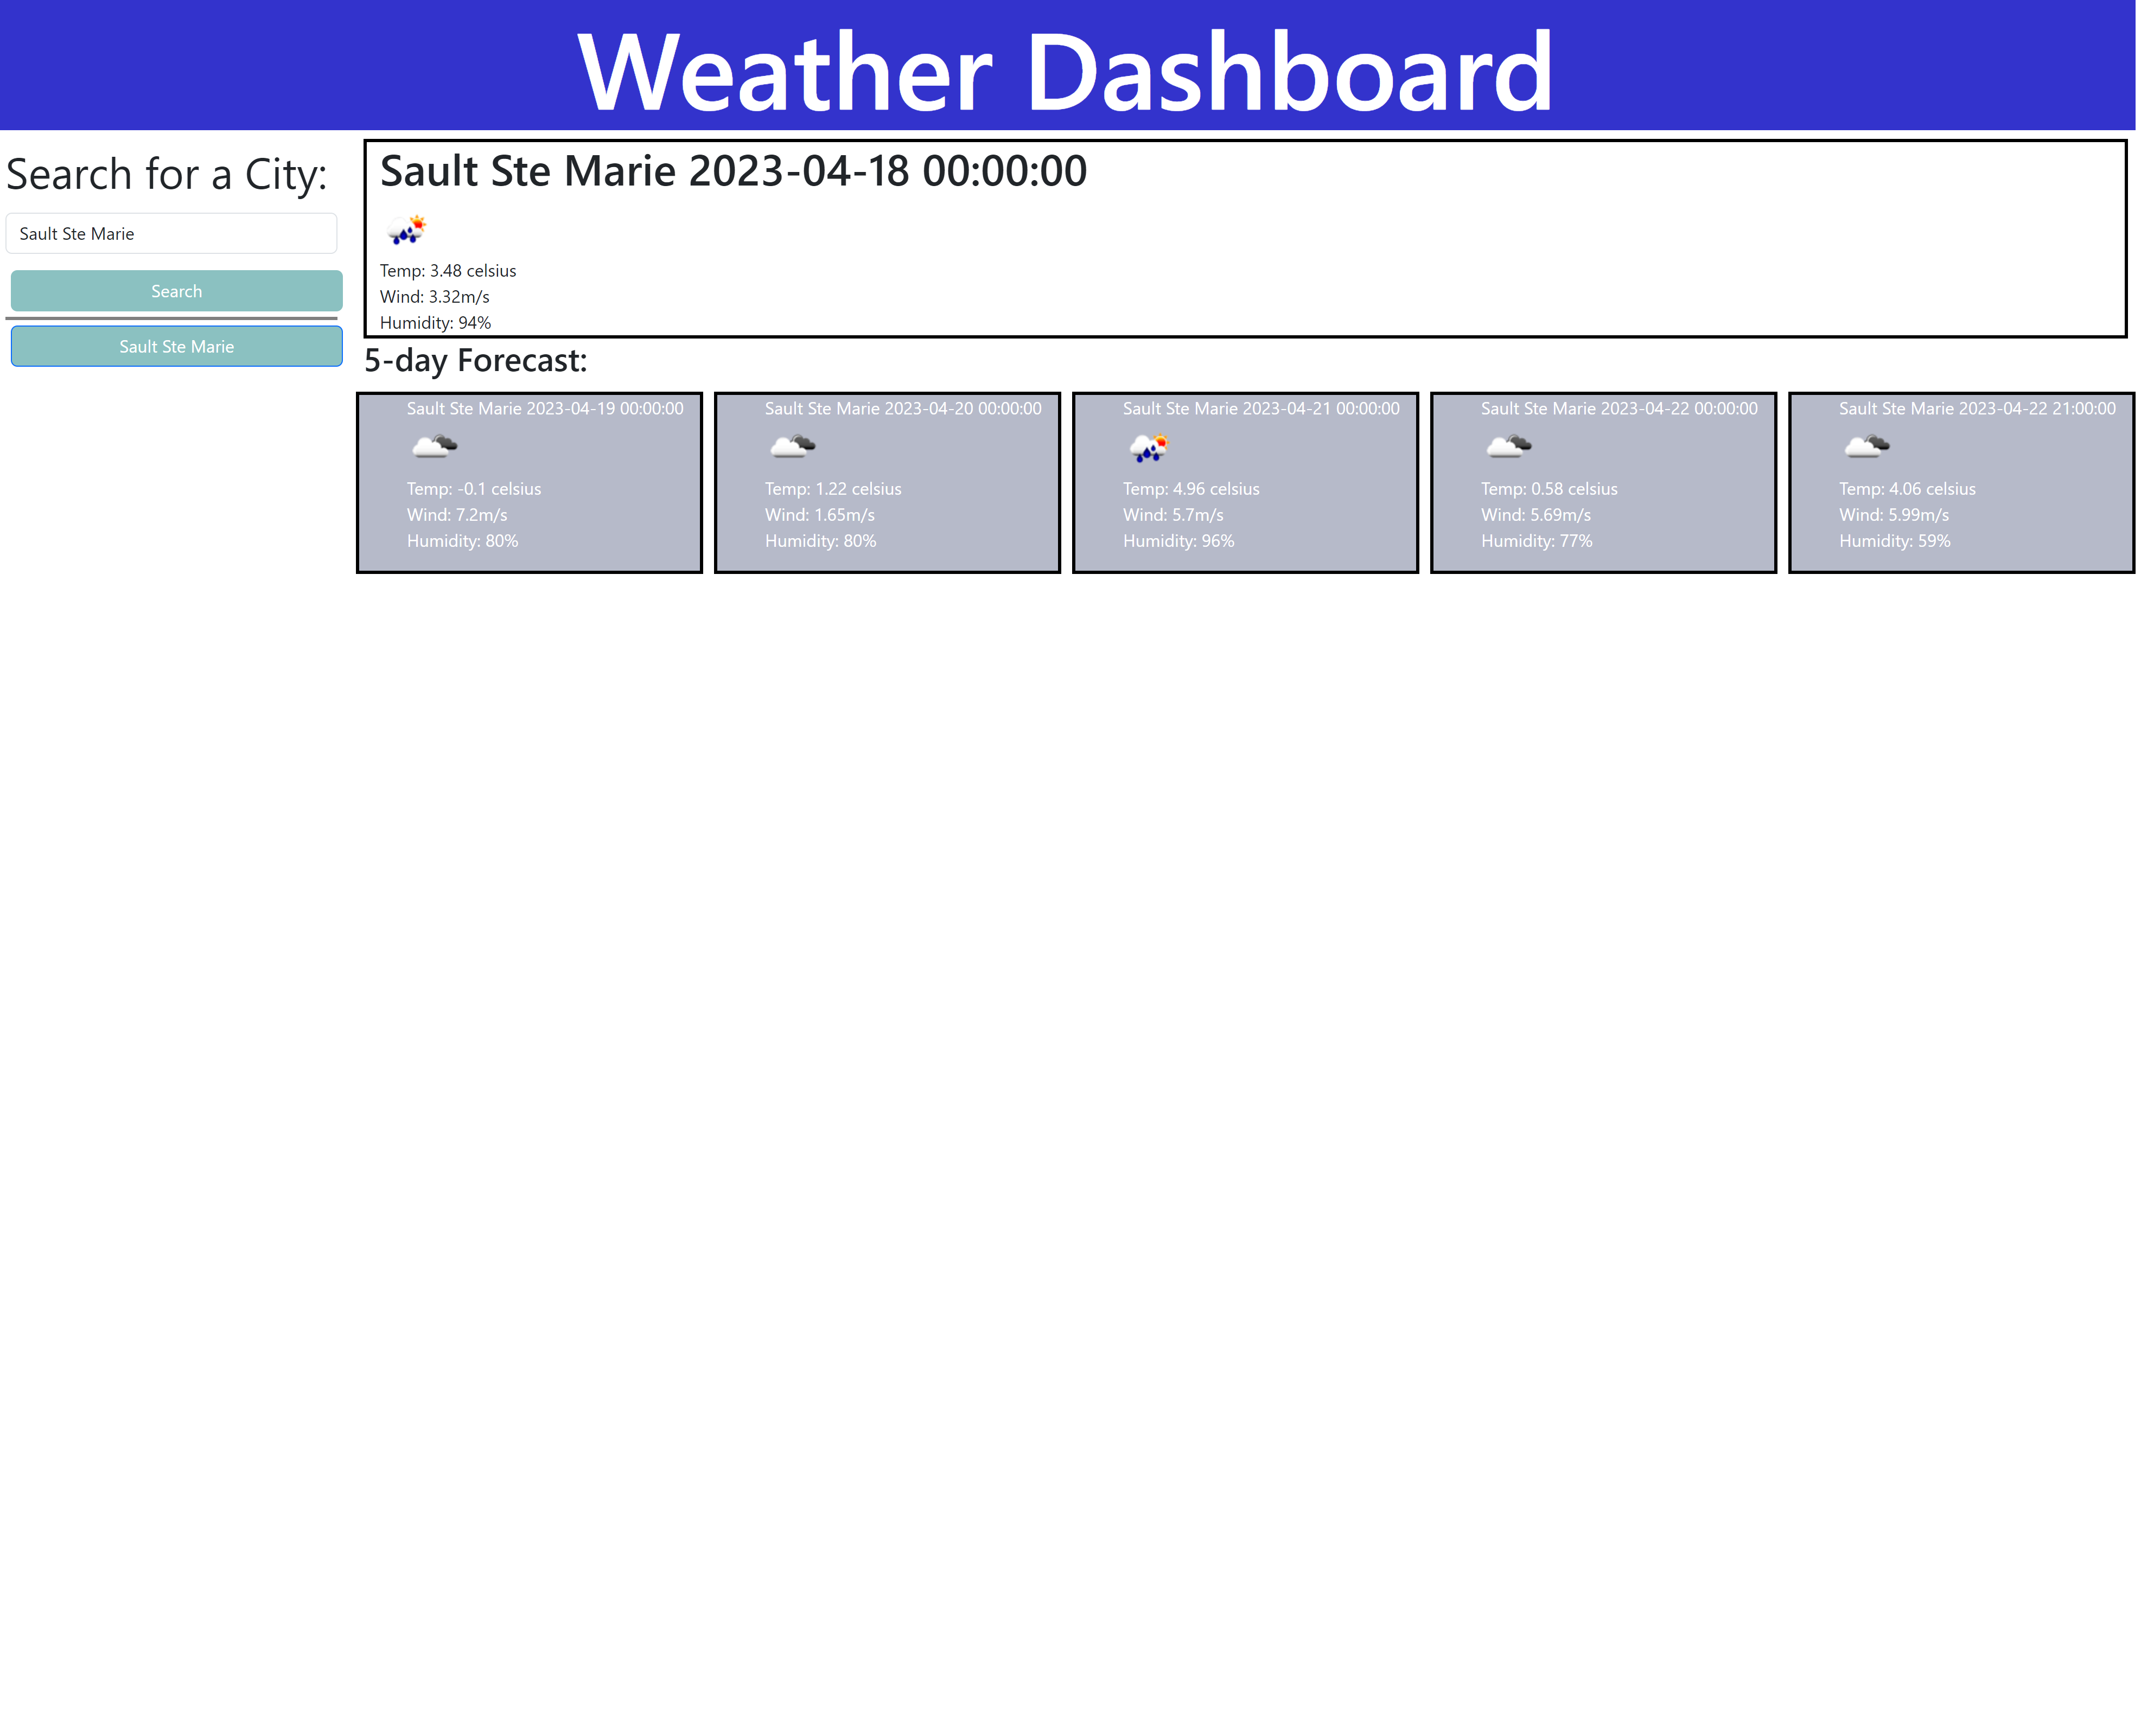 Weather Dashboard
Search for a City:
Sault Ste Marie
Search
Sault Ste Marie
Sault Ste Marie 2023-04-18 00:00:00
Temp: 3.48 celsius
Wind: 3.32m/s
Humidity: 94%
5-day Forecast:
Sault Ste Marie 2023-04-19 00:00:00
Temp: -0.1 celsius
Wind: 7.2m/s
Humidity: 80%
Sault Ste Marie 2023-04-20 00:00:00
Temp: 1.22 celsius
Wind: 1.65m/s
Humidity: 80%
Sault Ste Marie 2023-04-21 00:00:00
Temp: 4.96 celsius
Wind: 5.7m/s
Humidity: 96%
Sault Ste Marie 2023-04-22 00:00:00
Temp: 0.58 celsius
Wind: 5.69m/s
Humidity: 77%
Sault Ste Marie 2023-04-22 21:00:00
Temp: 4.06 celsius
Wind: 5.99m/s
Humidity: 59%